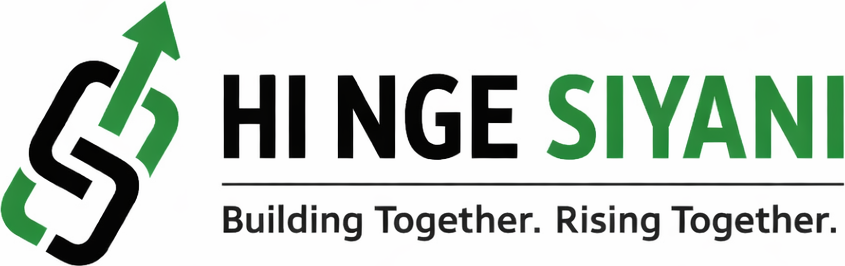 HI NGE SIYANI
Building Together. Rising Together.